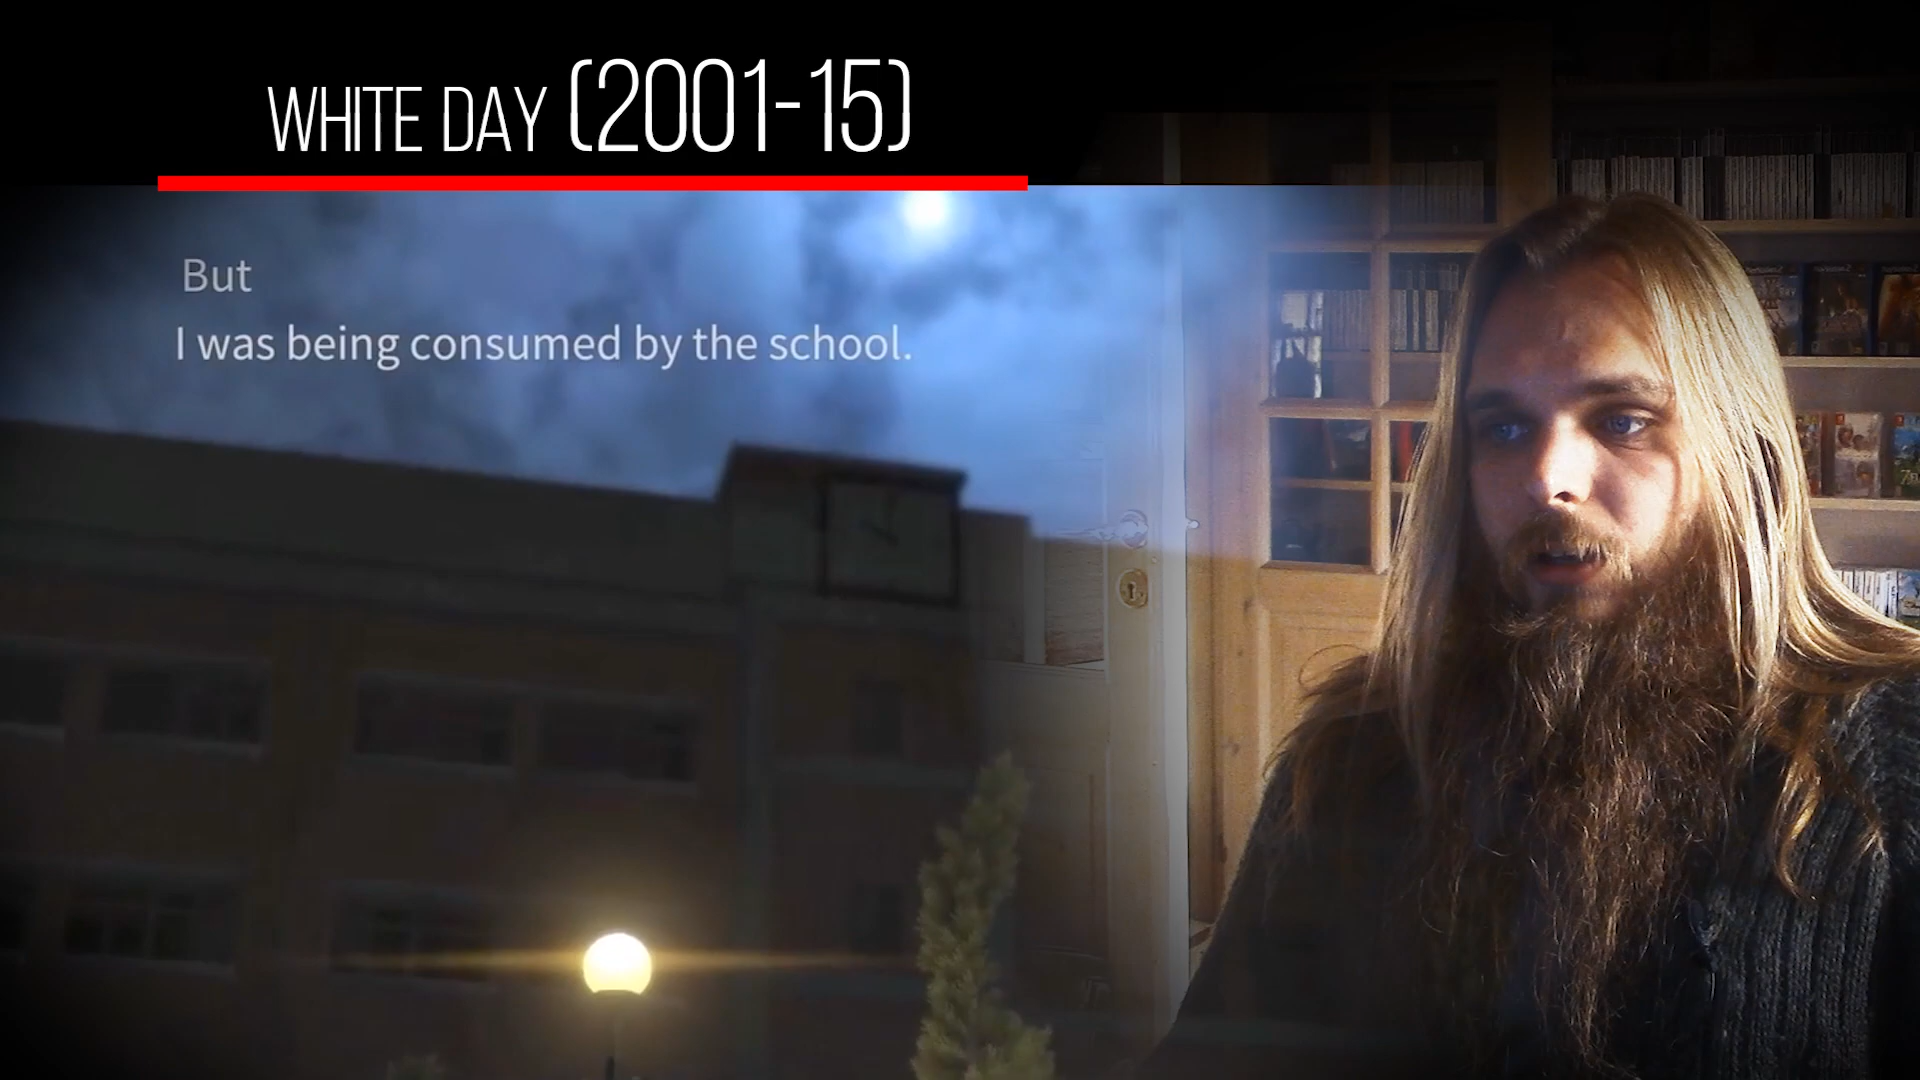 WHITE DAY (2001-15)
But
I was being consumed by the school.